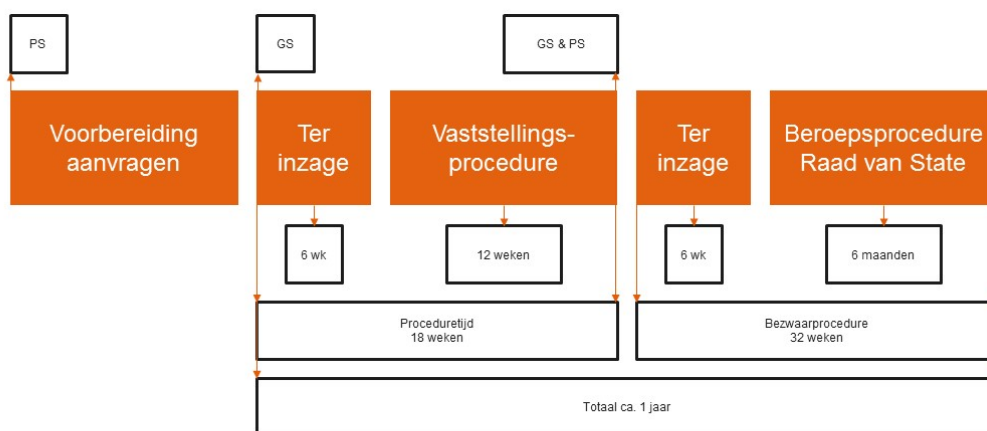 PS
GS
GS & PS
Voorbereiding
aanvragen
Ter
inzage
Vaststellings-
procedure
Ter
inzage
Beroepsprocedure
Raad van State
6 wk
12 weken
6 wk
6 maanden
Proceduretijd
18 weken
Bezwaarprocedure
32 weken
Totaal ca. 1 jaar